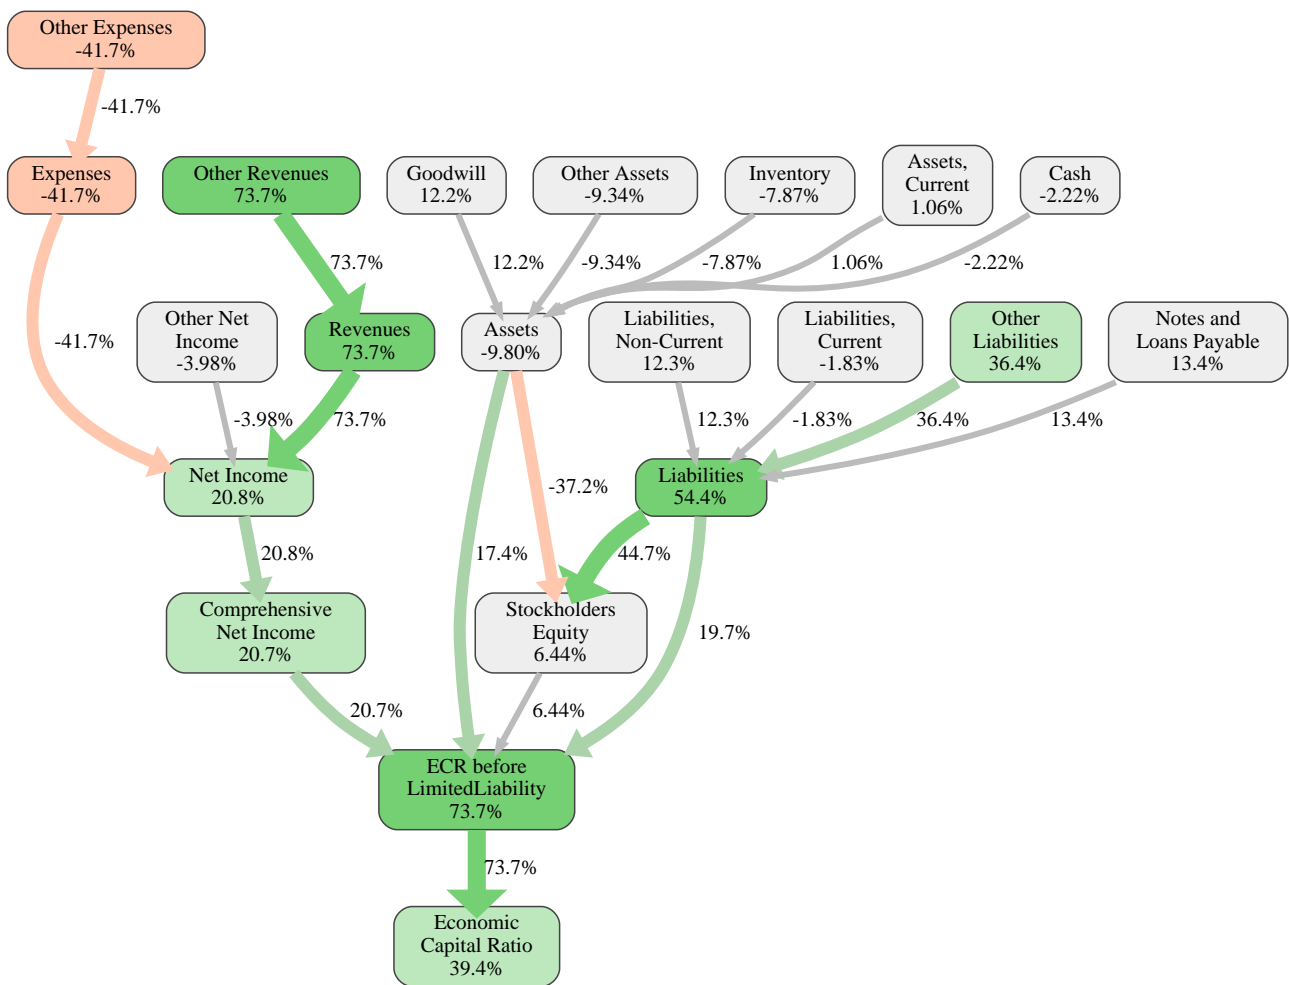 Other Expenses
-41.7%
-41.7%
Expenses
-41.7%
Other Revenues
73.7%
Goodwill
12.2%
Other Assets
-9.34%
Inventory
-7.87%
Assets,
Current
1.06%
Cash
-2.22%
73.7%
12.2%
-9.34%
-7.87%
1.06%
-2.22%
-41.7%
Other Net
Income
-3.98%
Revenues
73.7%
Assets
-9.80%
Liabilities,
Non-Current
12.3%
Liabilities,
Current
-1.83%
Other
Liabilities
36.4%
Notes and
Loans Payable
13.4%
-3.98%
73.7%
12.3%
-1.83%
36.4%
13.4%
Net Income
20.8%
-37.2%
Liabilities
54.4%
20.8%
17.4%
44.7%
Comprehensive
Net Income
20.7%
Stockholders
Equity
6.44%
19.7%
20.7%
6.44%
ECR before
LimitedLiability
73.7%
73.7%
Economic
Capital Ratio
39.4%